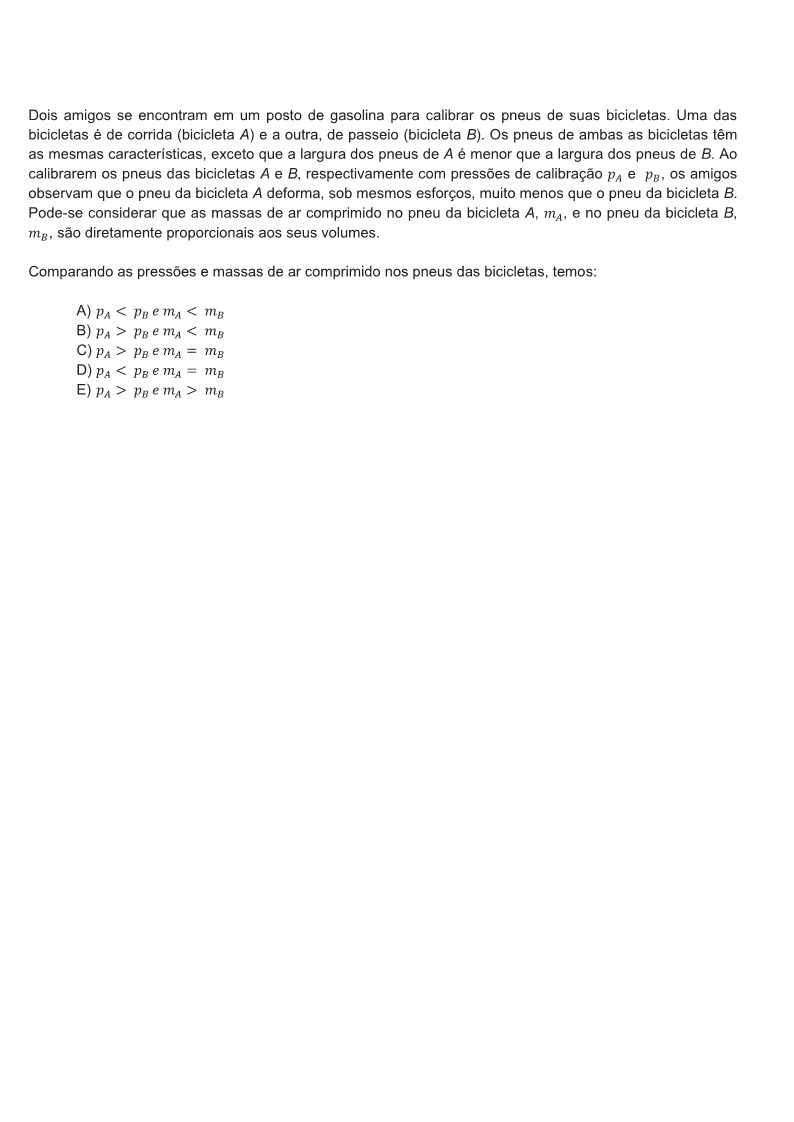 Dois amigos se encontram em um posto de gasolina para calibrar os pneus de suas bicicletas. Uma das
bicicletas é de corrida (bicicleta A) e a outra, de passeio (bicicleta B). Os pneus de ambas as bicicletas têm
as mesmas características, exceto que a largura dos pneus de A é menor que a largura dos pneus de B. Ao
calibrarem os pneus das bicicletas A e B, respectivamente com pressões de calibração p_A e p_B, os amigos
observam que o pneu da bicicleta A deforma, sob mesmos esforços, muito menos que o pneu da bicicleta B.
Pode-se considerar que as massas de ar comprimido no pneu da bicicleta A, m_A, e no pneu da bicicleta B,
m_B, são diretamente proporcionais aos seus volumes.
Comparando as pressões e massas de ar comprimido nos pneus das bicicletas, temos:
A) p_A < p_B e m_A < m_B
B) p_A > p_B e m_A < m_B
C) p_A > p_B e m_A = m_B
D) p_A < p_B e m_A = m_B
E) p_A > p_B e m_A > m_B